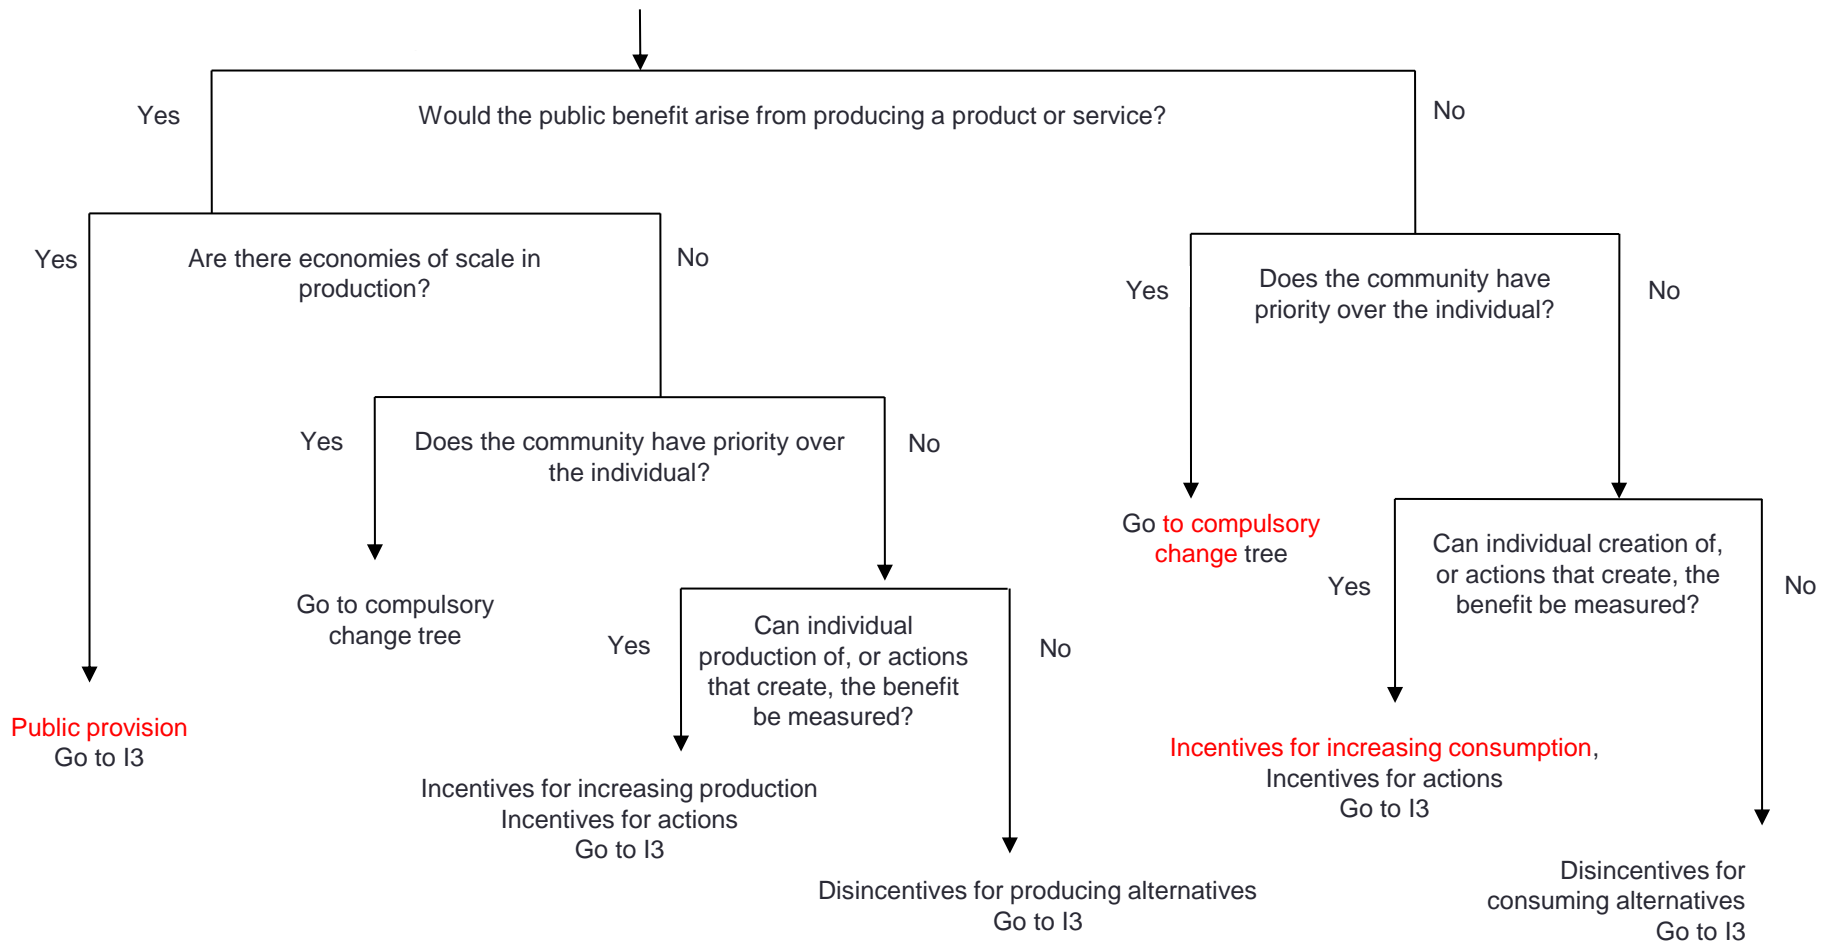 Yes
Would the public benefit arise from producing a product or service?
No
Yes
Are there economies of scale in
production?
No
Yes
Does the community have
priority over the individual?
No
Yes
Does the community have priority over
the individual?
No
Go to compulsory
change tree
Yes
Can individual creation of,
or actions that create, the
benefit be measured?
No
Go to compulsory
change tree
Yes
Can individual
production of, or actions
that create, the benefit
be measured?
No
Public provision
Go to I3
Incentives for increasing production
Incentives for actions
Go to I3
Incentives for increasing consumption,
Incentives for actions
Go to I3
Disincentives for producing alternatives
Go to I3
Disincentives for
consuming alternatives
Go to I3